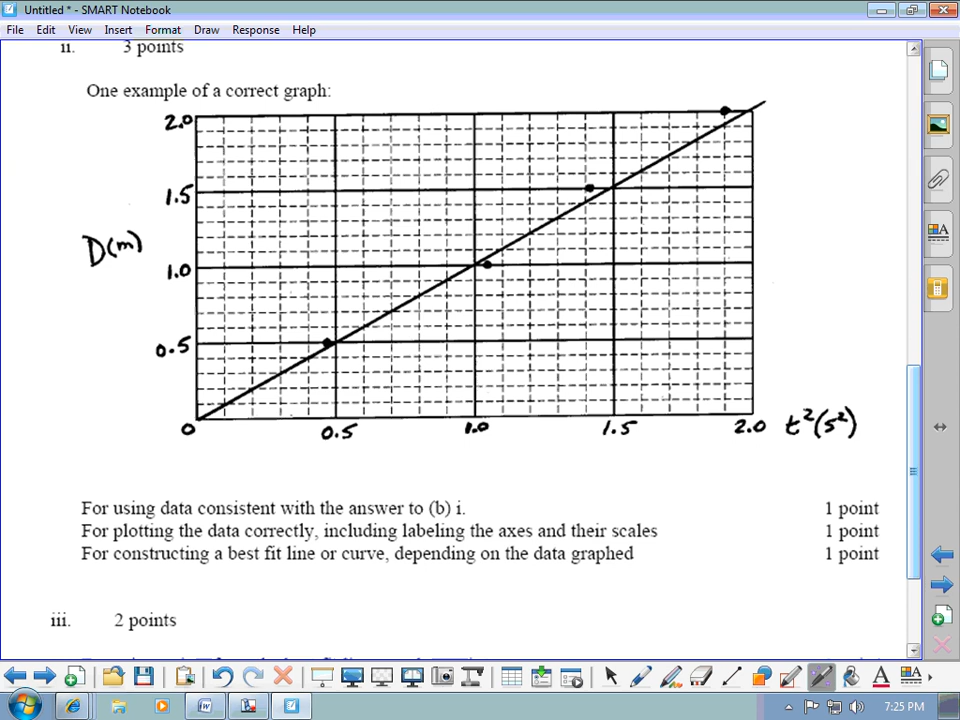 Untitled * - SMART Notebook
File Edit View Insert Format Draw Response Help
ii. 3 points
One example of a correct graph:
2.0
1.5
D(m)
1.0
0.5
0 0.5 1.0 1.5 2.0 t²(s²)
For using data consistent with the answer to (b) i. 1 point
For plotting the data correctly, including labeling the axes and their scales 1 point
For constructing a best fit line or curve, depending on the data graphed 1 point
iii. 2 points
7:25 PM